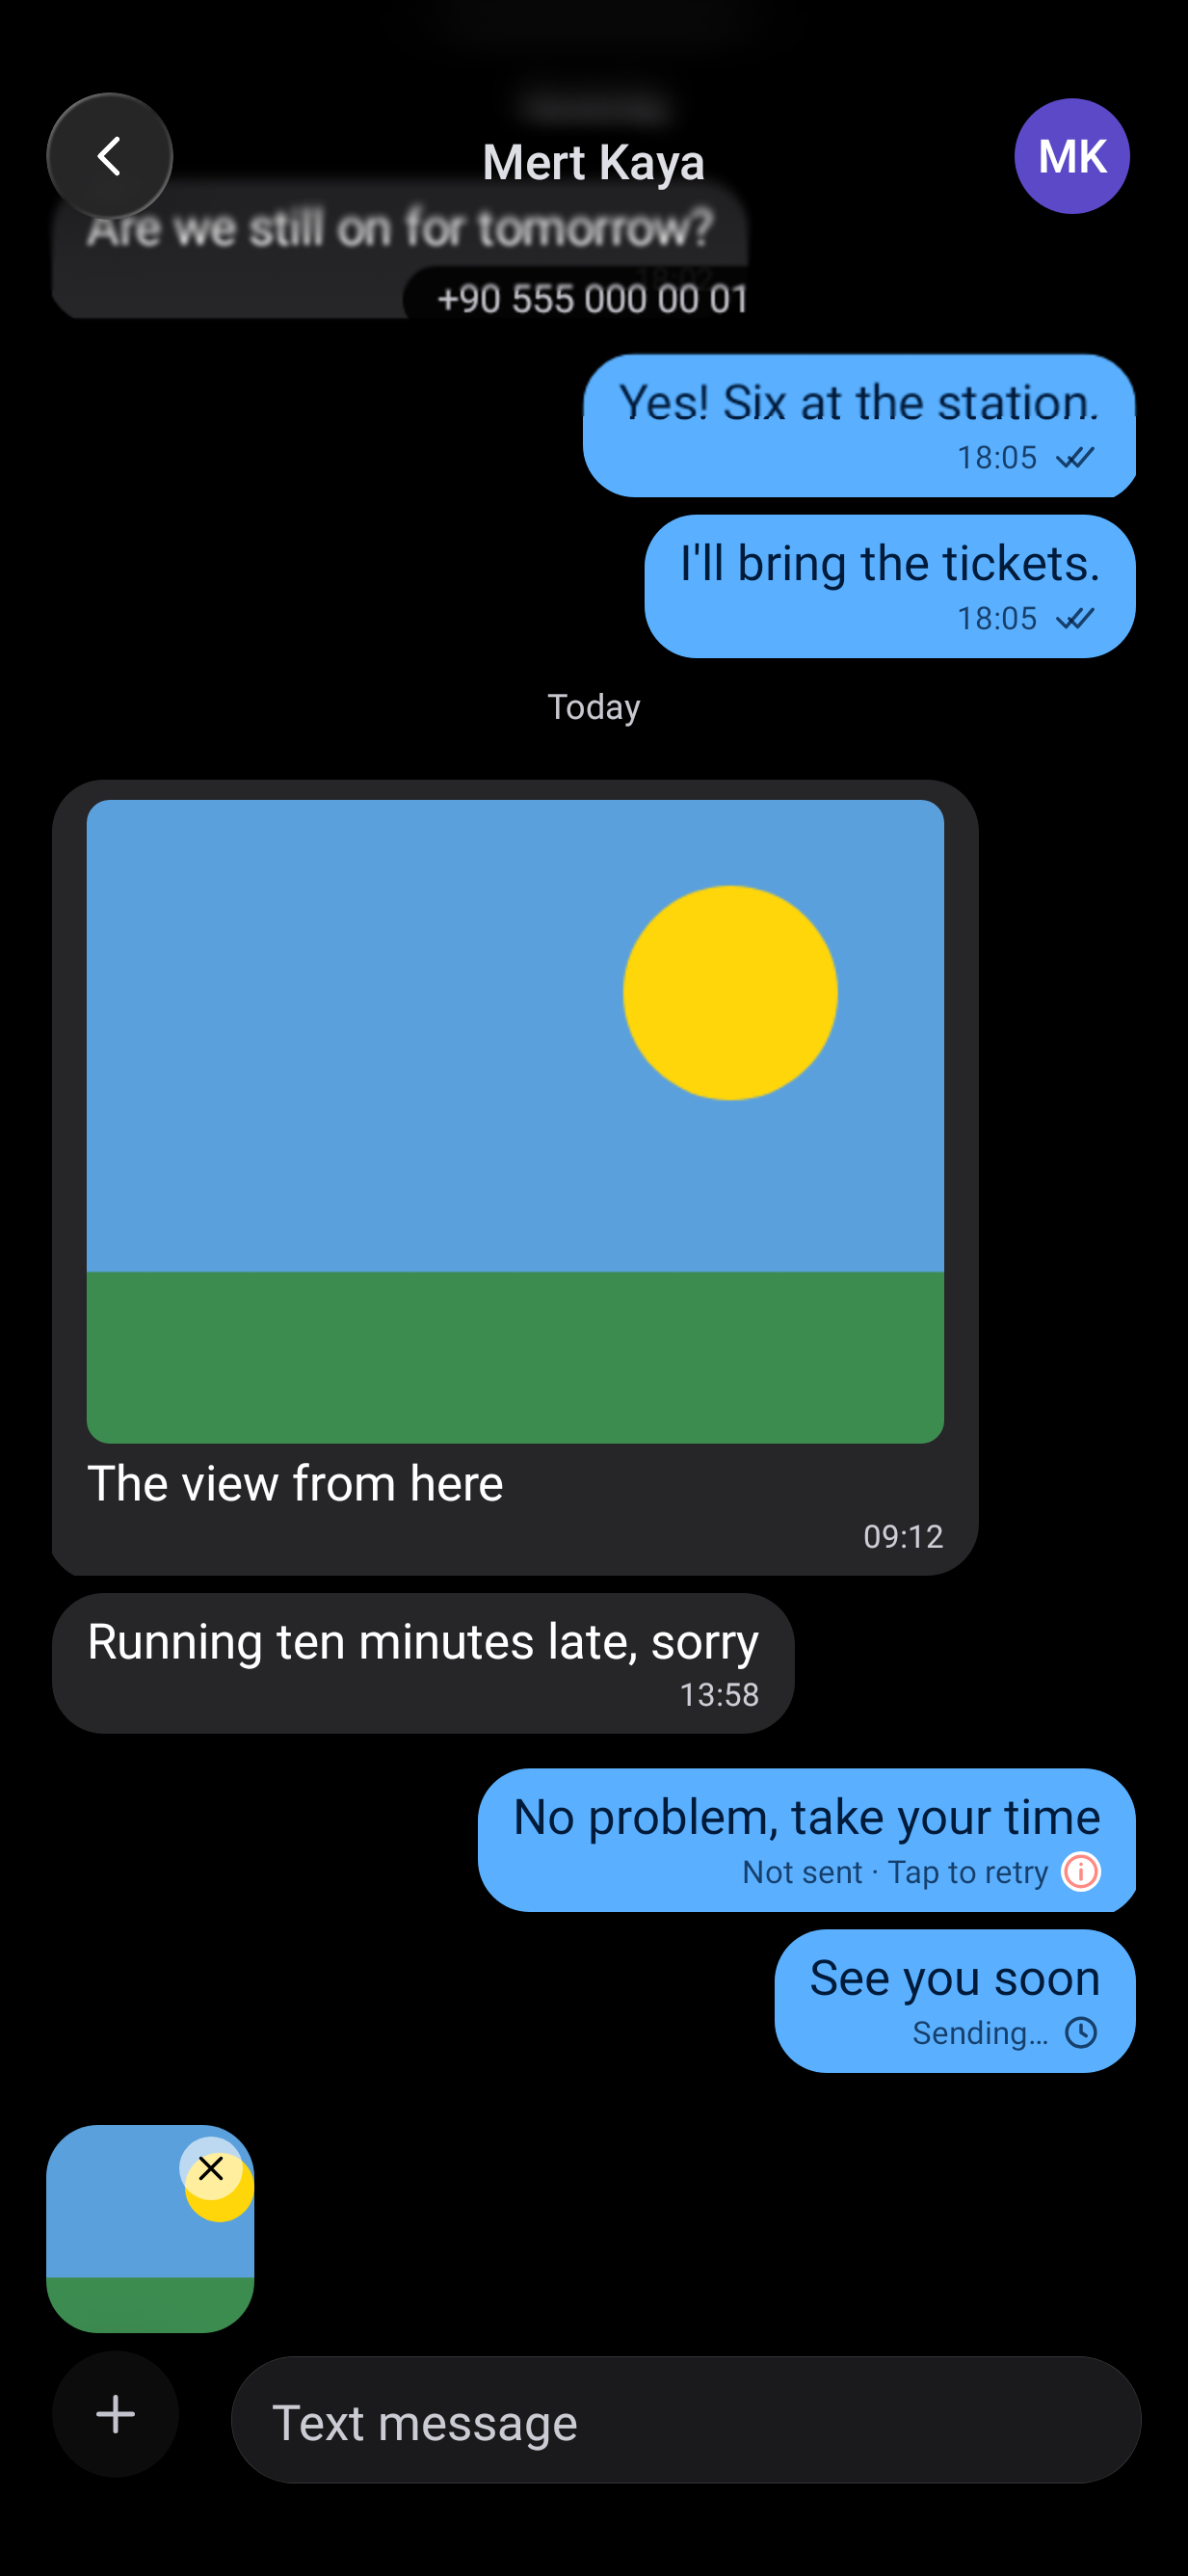 Mert Kaya
MK
Are we still on for tomorrow?
18:02
+90 555 000 00 01
Yes! Six at the station.
18:05
I'll bring the tickets.
18:05
Today
The view from here
09:12
Running ten minutes late, sorry
13:58
No problem, take your time
Not sent · Tap to retry
See you soon
Sending…
Text message